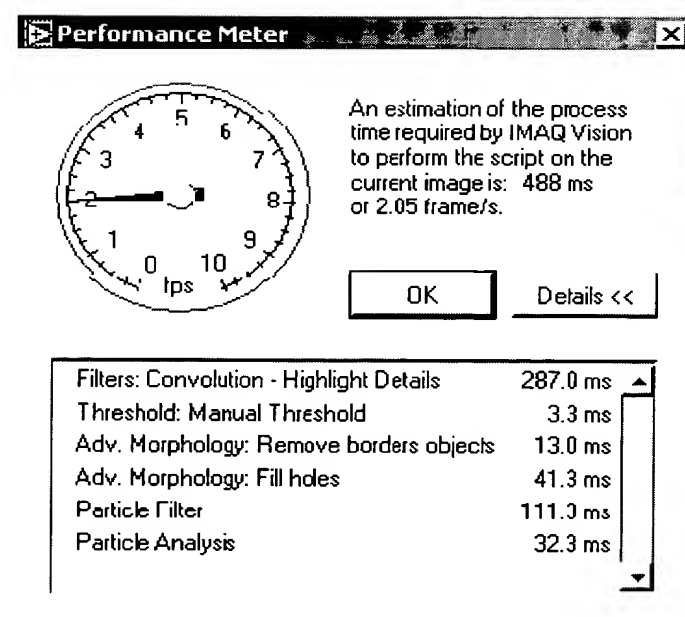 Performance Meter
An estimation of the process
time required by IMAQ Vision
to perform the script on the
current image is: 488 ms
or 2.05 frame/s.
0
1
2
3
4
5
6
7
8
9
10
fps
OK
Details <<
Filters: Convolution - Highlight Details 287.0 ms
Threshold: Manual Threshold 3.3 ms
Adv. Morphology: Remove borders objects 13.0 ms
Adv. Morphology: Fill holes 41.3 ms
Particle Filter 111.0 ms
Particle Analysis 32.3 ms